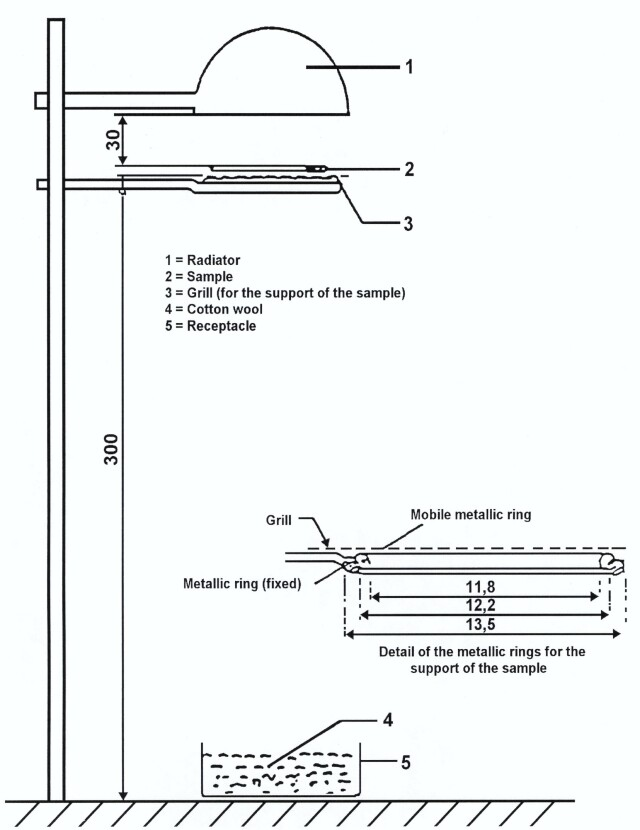 1
30
2
3
1 = Radiator
2 = Sample
3 = Grill (for the support of the sample)
4 = Cotton wool
5 = Receptacle
300
Grill
Mobile metallic ring
Metallic ring (fixed)
11,8
12,2
13,5
Detail of the metallic rings for the
support of the sample
4
5